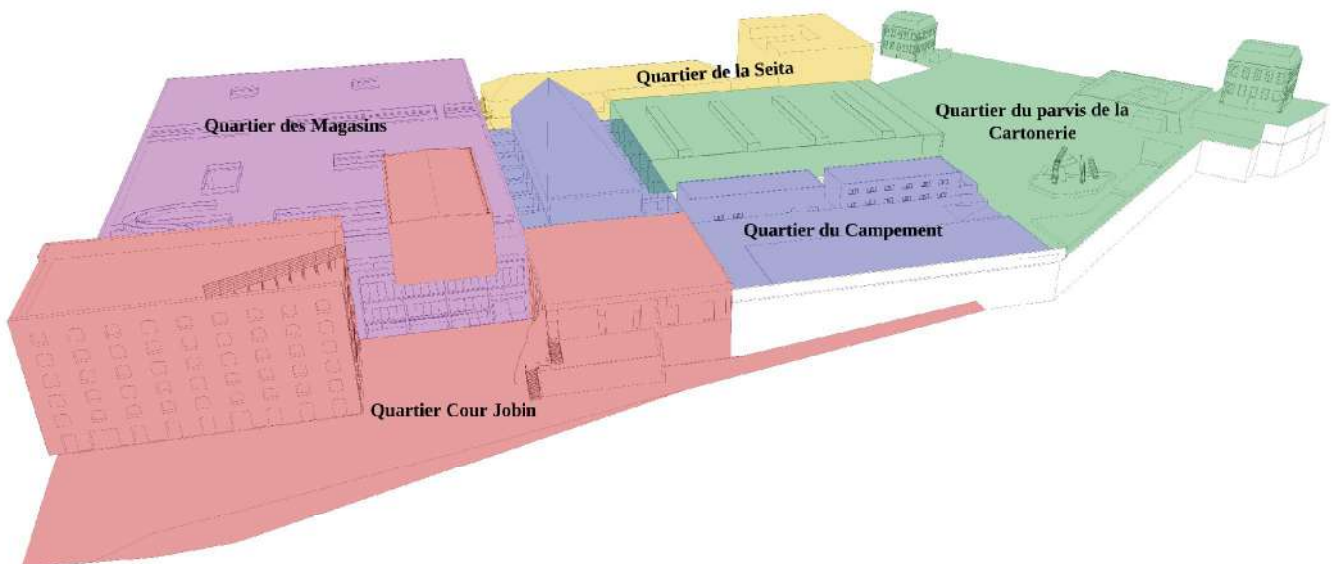 Quartier de la Seita
Quartier des Magasins
Quartier du parvis de la
Cartonerie
Quartier du Campement
Quartier Cour Jobin